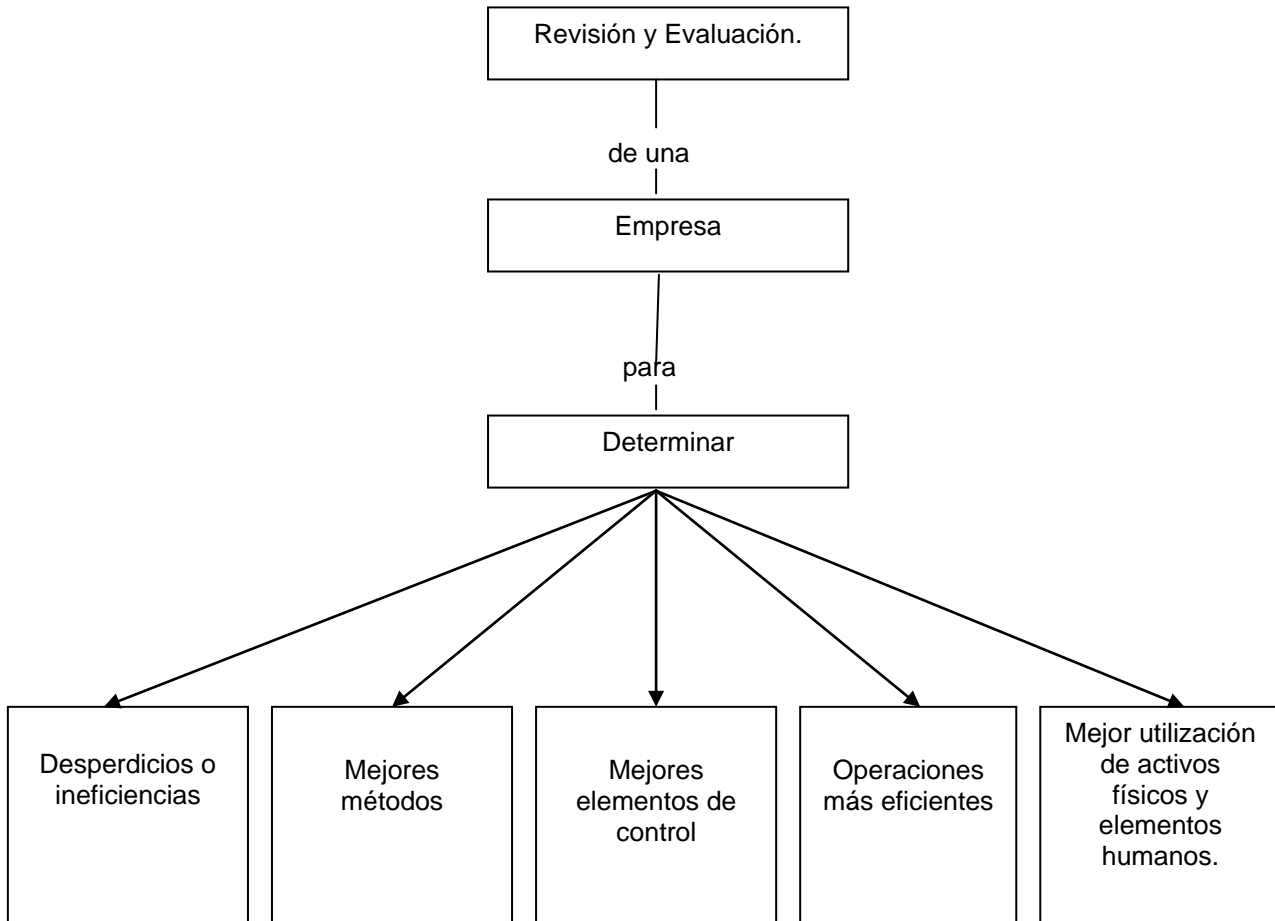 Revisión y Evaluación.
de una
Empresa
para
Determinar
Desperdicios o
ineficiencias
Mejores
métodos
Mejores
elementos de
control
Operaciones
más eficientes
Mejor utilización
de activos
físicos y
elementos
humanos.